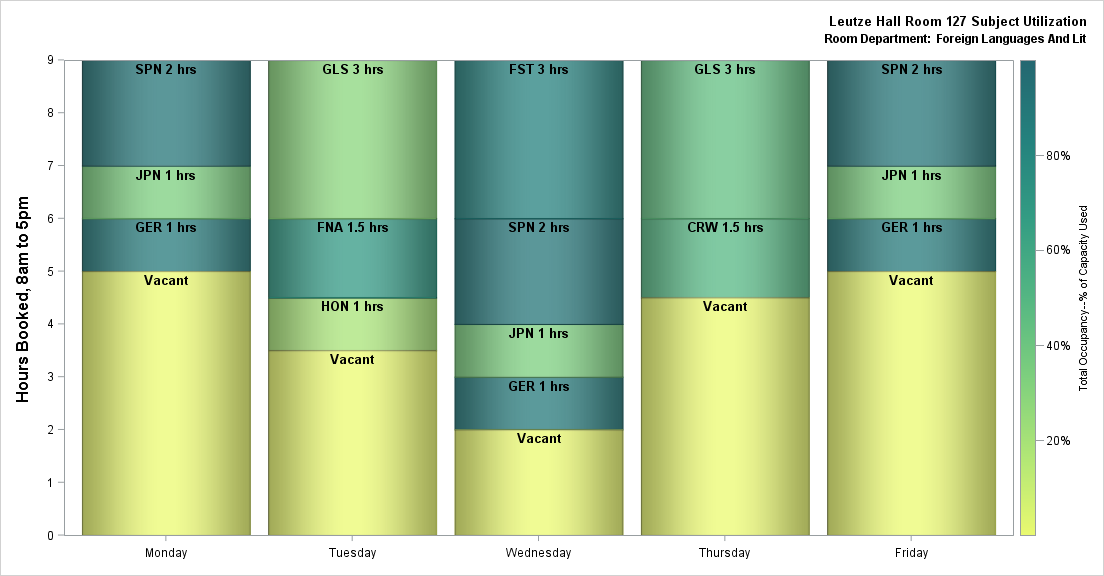 Leutze Hall Room 127 Subject Utilization
Room Department: Foreign Languages And Lit
Hours Booked, 8am to 5pm
9
8
7
6
5
4
3
2
1
0
SPN 2 hrs
JPN 1 hrs
GER 1 hrs
Vacant
Monday
GLS 3 hrs
FNA 1.5 hrs
HON 1 hrs
Vacant
Tuesday
FST 3 hrs
SPN 2 hrs
JPN 1 hrs
GER 1 hrs
Vacant
Wednesday
GLS 3 hrs
CRW 1.5 hrs
Vacant
Thursday
SPN 2 hrs
JPN 1 hrs
GER 1 hrs
Vacant
Friday
80%
60%
40%
20%
Total Occupancy--% of Capacity Used